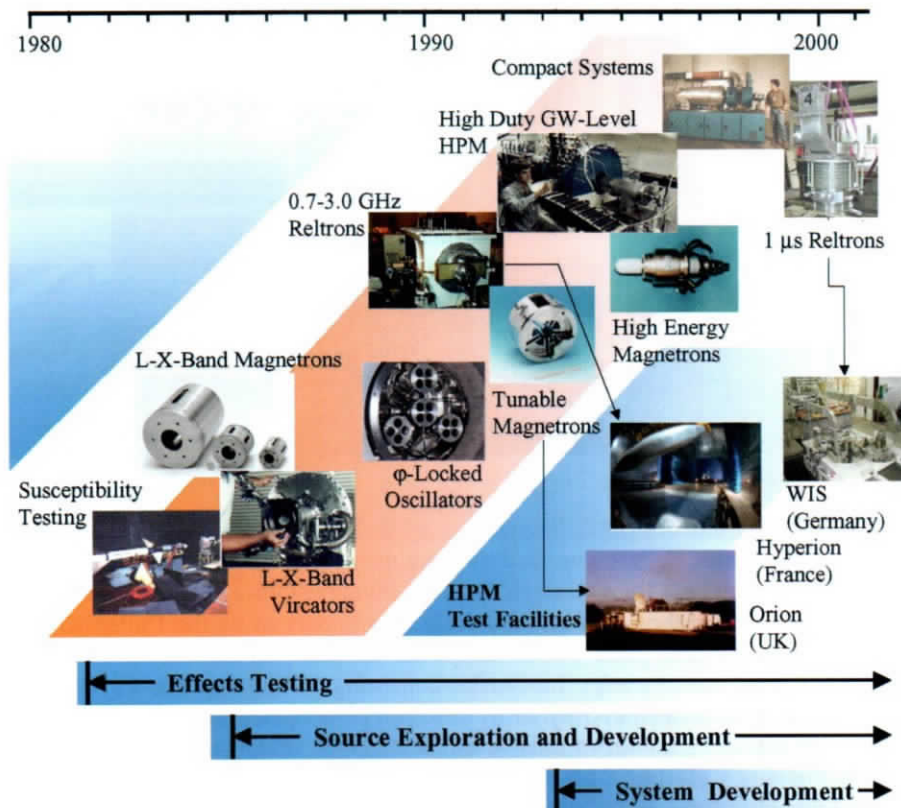 1980
1990
2000
Compact Systems
4
High Duty GW-Level
HPM
0.7-3.0 GHz
Reltrons
1 µs Reltrons
High Energy
Magnetrons
L-X-Band Magnetrons
Tunable
Magnetrons
φ-Locked
Oscillators
Susceptibility
Testing
L-X-Band
Vircators
WIS
(Germany)
Hyperion
(France)
HPM
Test Facilities
Orion
(UK)
Effects Testing
Source Exploration and Development
System Development